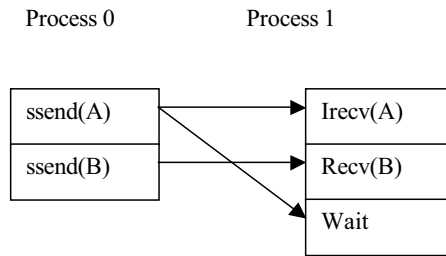 Process 0 Process 1
ssend(A) Irecv(A)
ssend(B) Recv(B)
Wait